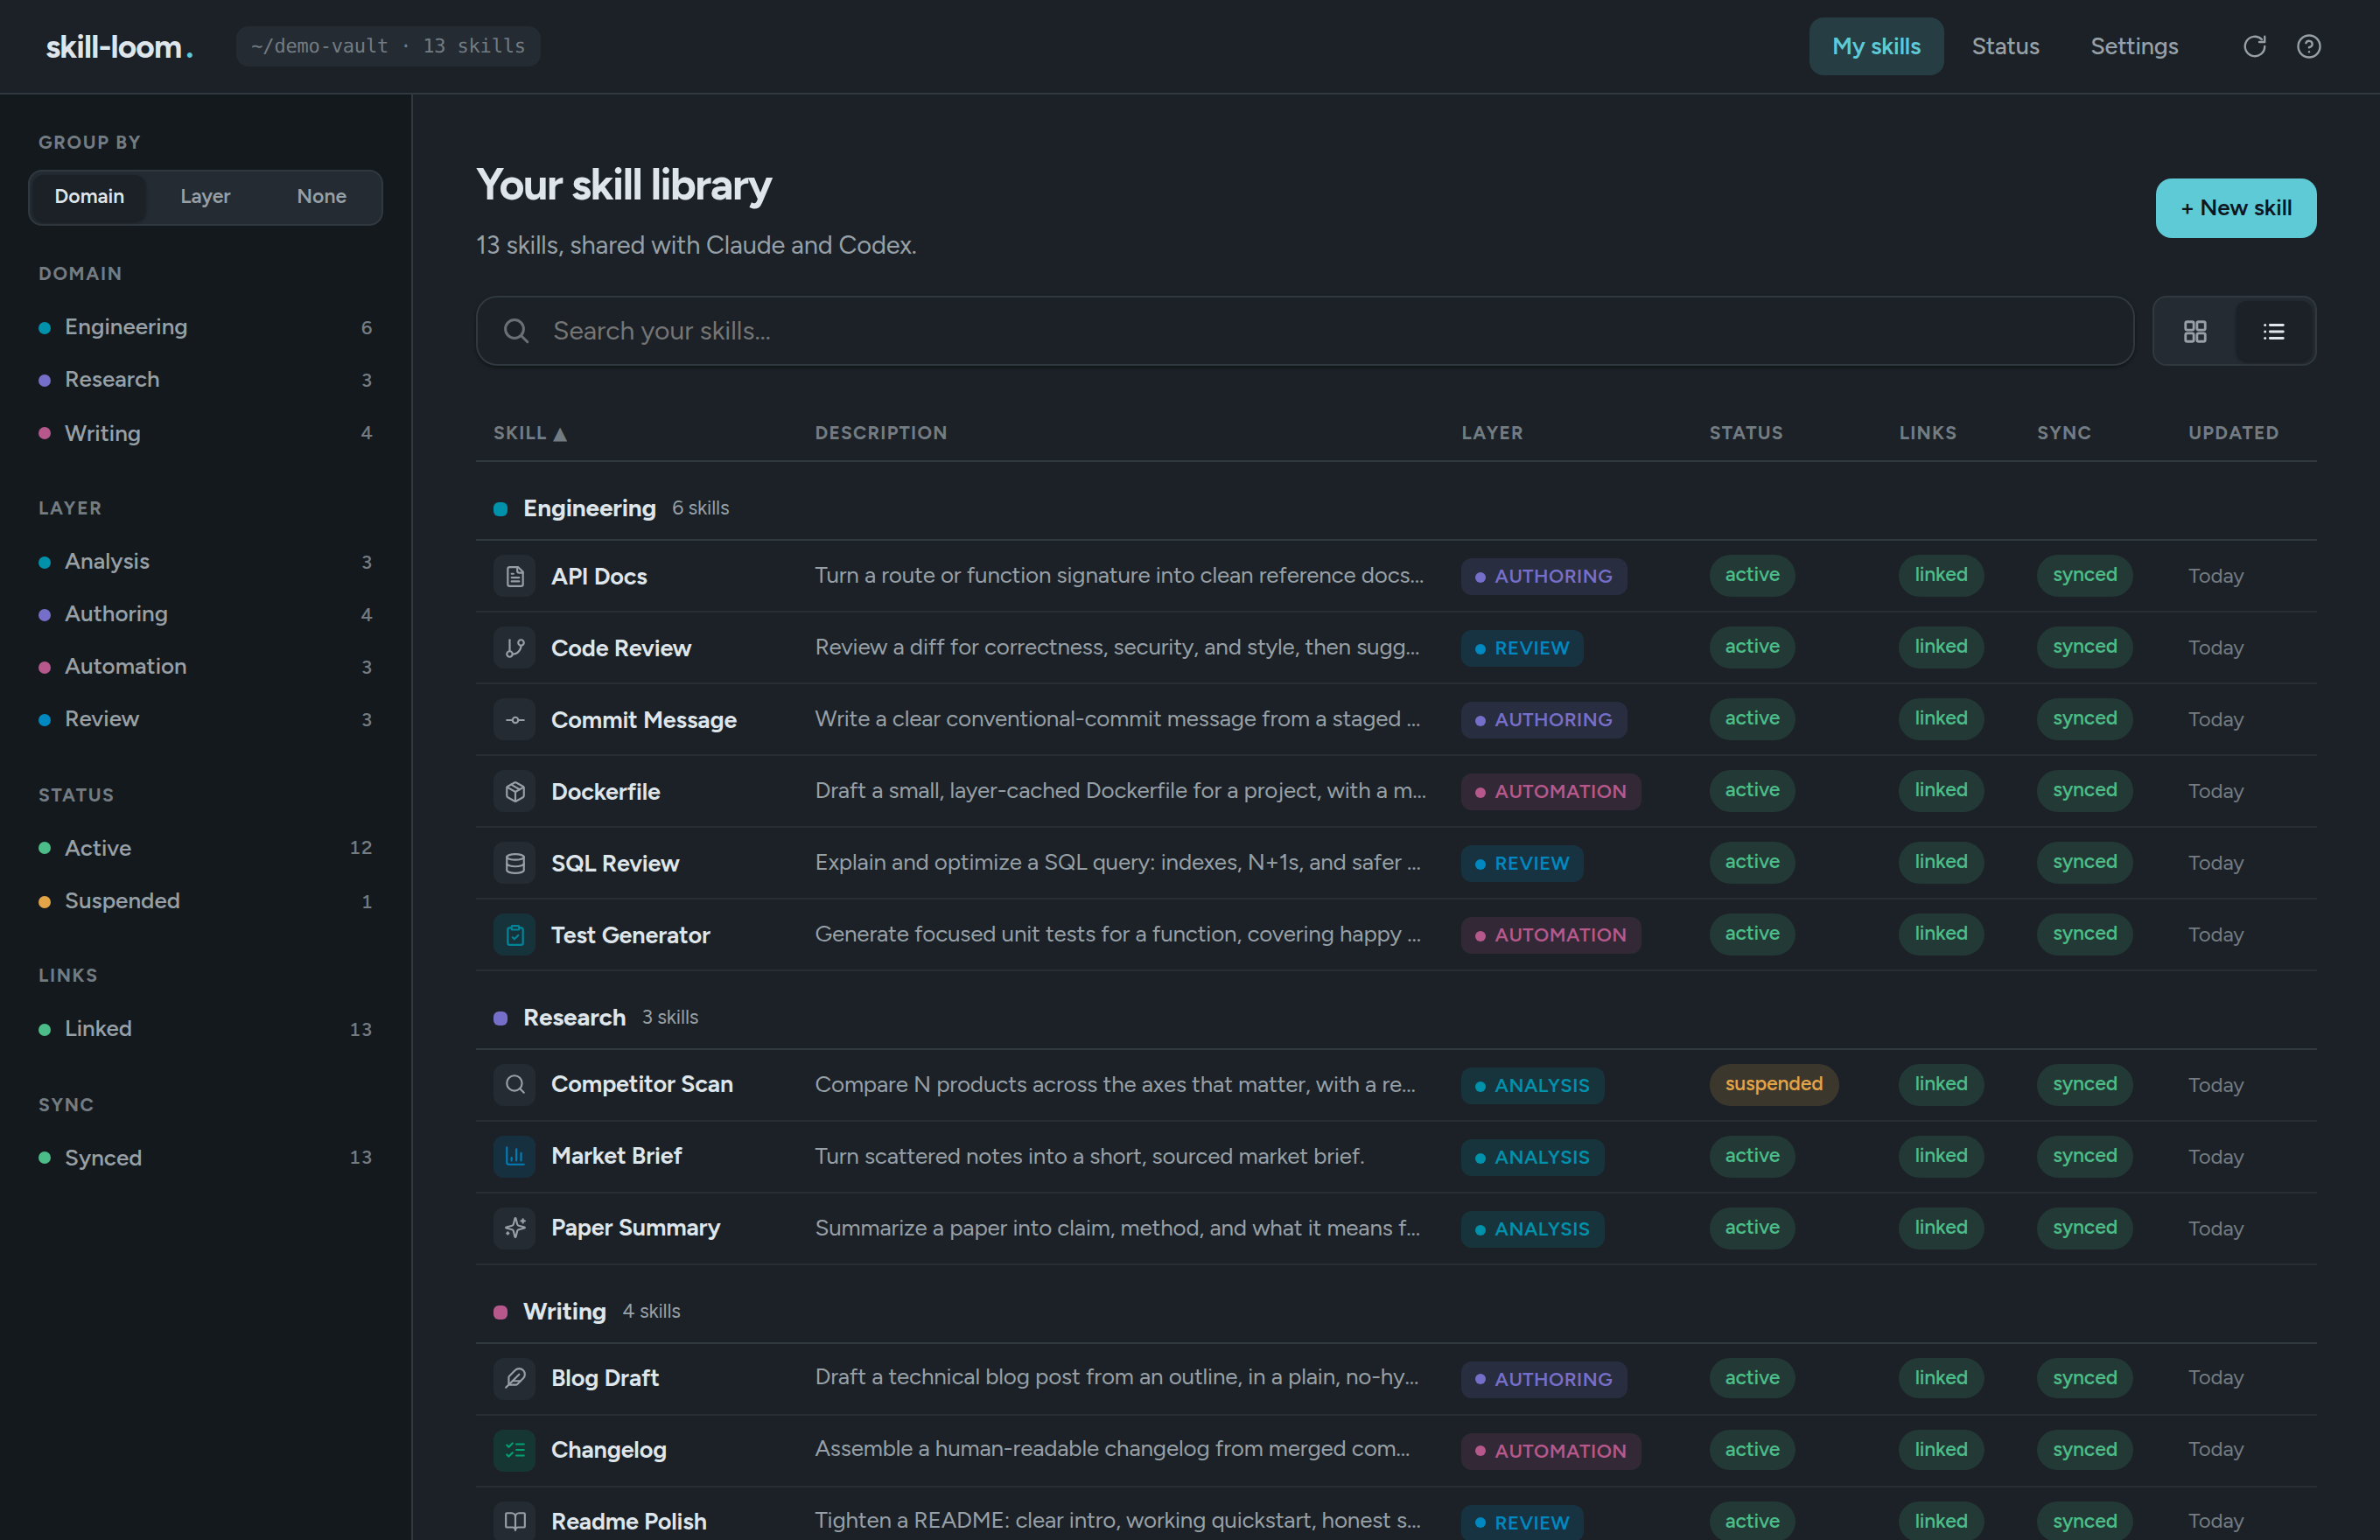 skill-loom.
~/demo-vault · 13 skills
My skills
Status
Settings
GROUP BY
Domain
Layer
None
DOMAIN
Engineering 6
Research 3
Writing 4
LAYER
Analysis 3
Authoring 4
Automation 3
Review 3
STATUS
Active 12
Suspended 1
LINKS
Linked 13
SYNC
Synced 13
Your skill library
13 skills, shared with Claude and Codex.
+ New skill
Search your skills...
SKILL ▲ DESCRIPTION LAYER STATUS LINKS SYNC UPDATED
Engineering 6 skills
API Docs Turn a route or function signature into clean reference docs... AUTHORING active linked synced Today
Code Review Review a diff for correctness, security, and style, then sugg... REVIEW active linked synced Today
Commit Message Write a clear conventional-commit message from a staged ... AUTHORING active linked synced Today
Dockerfile Draft a small, layer-cached Dockerfile for a project, with a m... AUTOMATION active linked synced Today
SQL Review Explain and optimize a SQL query: indexes, N+1s, and safer ... REVIEW active linked synced Today
Test Generator Generate focused unit tests for a function, covering happy ... AUTOMATION active linked synced Today
Research 3 skills
Competitor Scan Compare N products across the axes that matter, with a re... ANALYSIS suspended linked synced Today
Market Brief Turn scattered notes into a short, sourced market brief. ANALYSIS active linked synced Today
Paper Summary Summarize a paper into claim, method, and what it means f... ANALYSIS active linked synced Today
Writing 4 skills
Blog Draft Draft a technical blog post from an outline, in a plain, no-hy... AUTHORING active linked synced Today
Changelog Assemble a human-readable changelog from merged com... AUTOMATION active linked synced Today
Readme Polish Tighten a README: clear intro, working quickstart, honest s... REVIEW active linked synced Today